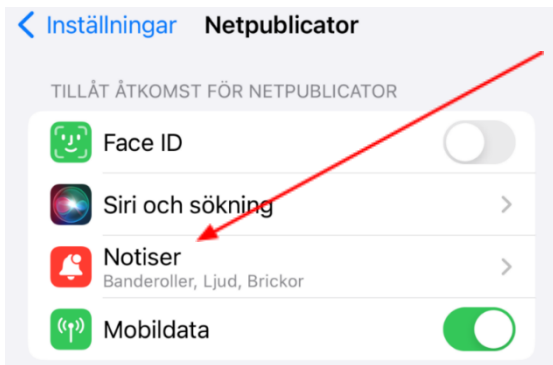 Inställningar Netpublicator
TILLÅT ÅTKOMST FÖR NETPUBLICATOR
Face ID
Siri och sökning
Notiser
Banderoller, Ljud, Brickor
Mobildata